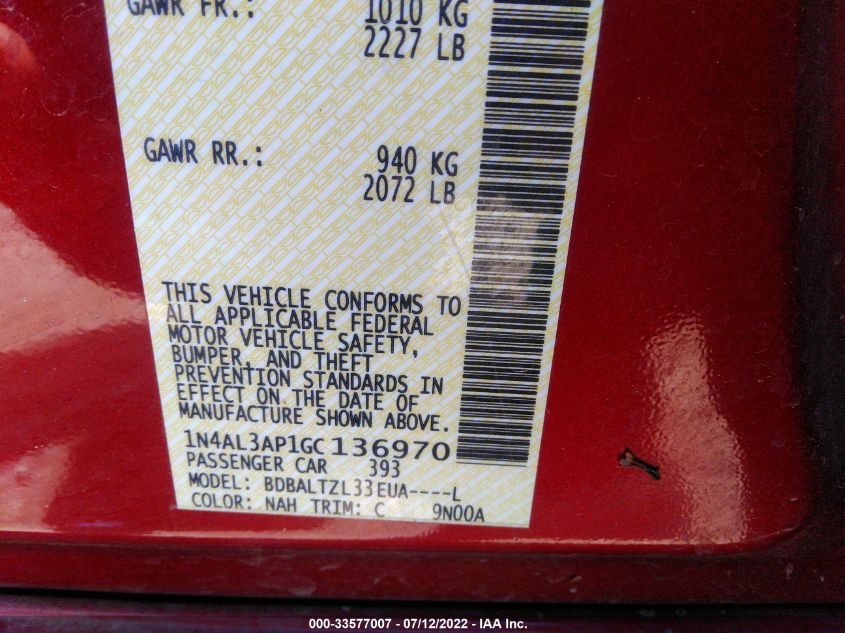 GAWR FR.: 1010 KG
2227 LB
GAWR RR.: 940 KG
2072 LB
THIS VEHICLE CONFORMS TO
ALL APPLICABLE FEDERAL
MOTOR VEHICLE SAFETY,
BUMPER, AND THEFT
PREVENTION STANDARDS IN
EFFECT ON THE DATE OF
MANUFACTURE SHOWN ABOVE.
1N4AL3AP1GC136970
PASSENGER CAR 393
MODEL: BDBALTZL33EUA----L
COLOR: NAH TRIM: C 9N00A
000-33577007 - 07/12/2022 - IAA Inc.